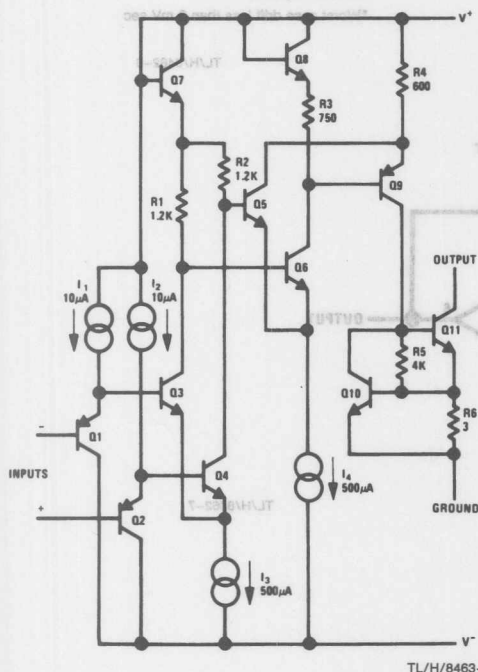 V+
Q8
Q7
R4
600
R3
750
R2
1.2K
Q5
Q9
R1
1.2K
I1
10μA
I2
10μA
Q6
OUTPUT
Q11
R5
4K
Q3
Q10
R6
3
−
Q1
INPUTS
Q4
I4
500μA
GROUND
+
Q2
I3
500μA
V−
TL/H/8463-